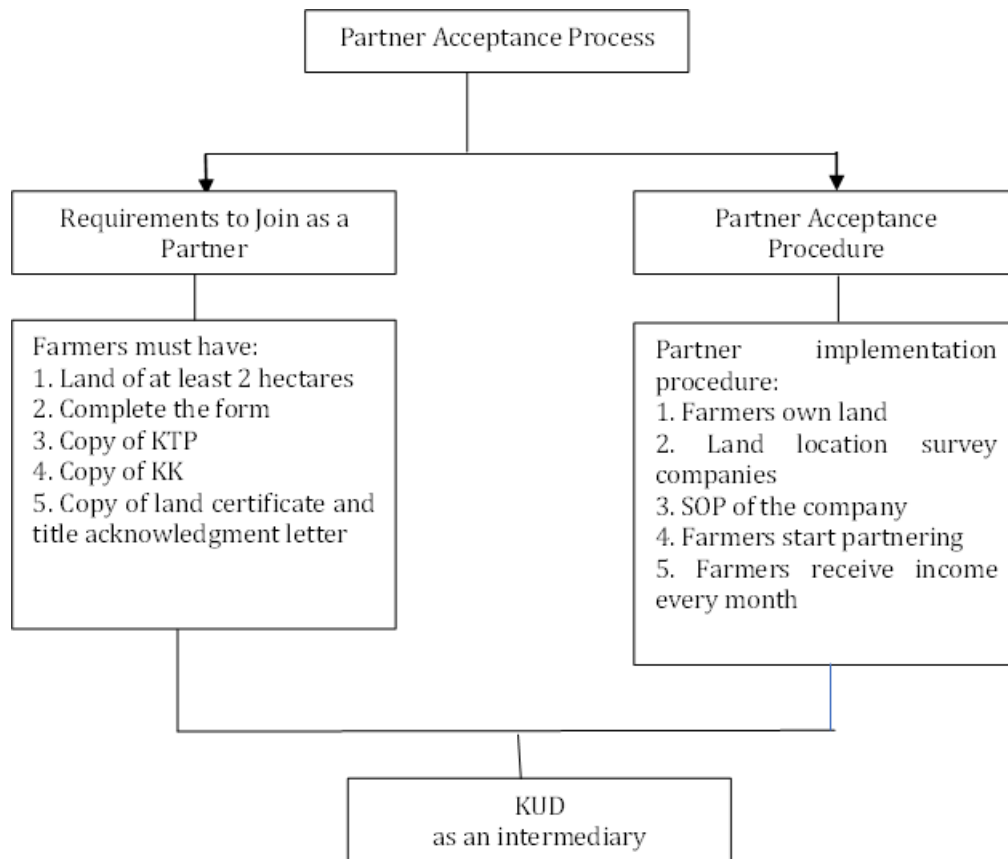 Partner Acceptance Process
Requirements to Join as a
Partner
Partner Acceptance
Procedure
Farmers must have:
1. Land of at least 2 hectares
2. Complete the form
3. Copy of KTP
4. Copy of KK
5. Copy of land certificate and
title acknowledgment letter
Partner implementation
procedure:
1. Farmers own land
2. Land location survey
companies
3. SOP of the company
4. Farmers start partnering
5. Farmers receive income
every month
KUD
as an intermediary